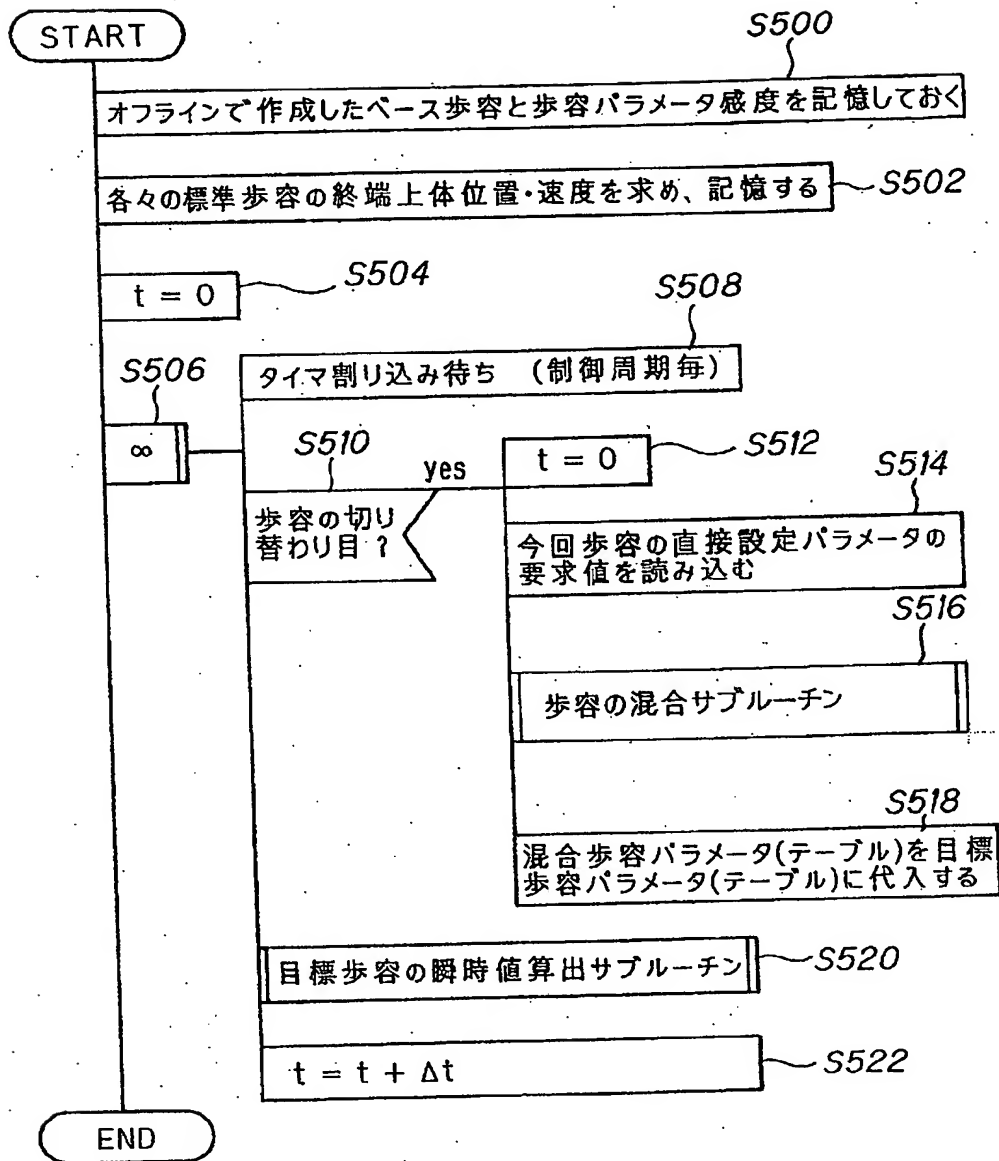 START
S500
オフラインで作成したベース歩容と歩容パラメータ感度を記憶しておく
各々の標準歩容の終端上体位置・速度を求め、記憶する
S502
t = 0
S504
S508
タイマ割り込み待ち （制御周期毎）
S506
∞
S510
yes
歩容の切り
替わり目？
t = 0
S512
S514
今回歩容の直接設定パラメータの
要求値を読み込む
S516
歩容の混合サブルーチン
S518
混合歩容パラメータ(テーブル)を目標
歩容パラメータ(テーブル)に代入する
目標歩容の瞬時値算出サブルーチン
S520
t = t + Δt
S522
END